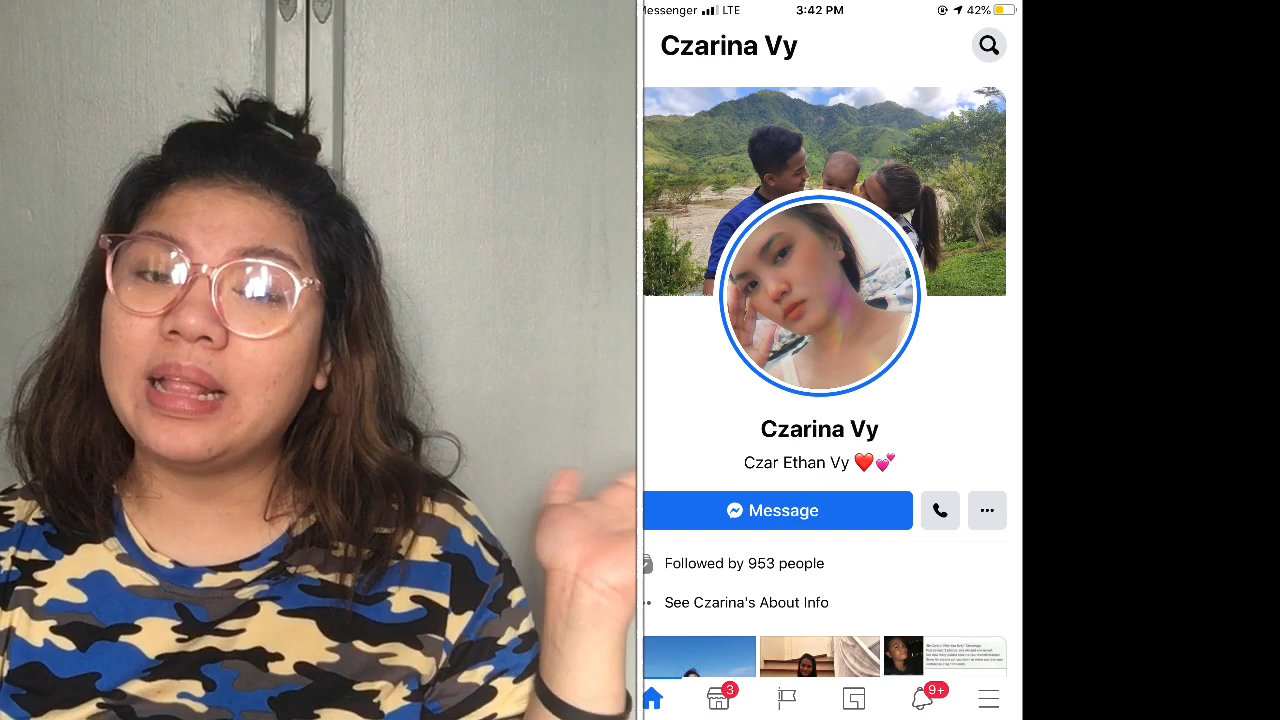 Messenger LTE 3:42 PM 42%
Czarina Vy
Czarina Vy
Czar Ethan Vy ❤️💕
Message
Followed by 953 people
See Czarina's About Info
3
9+